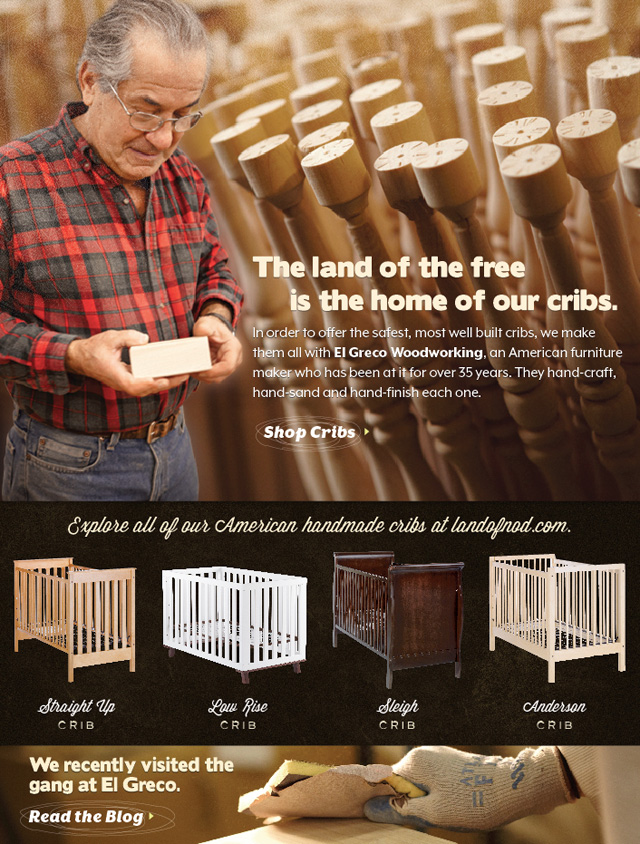 The land of the free
is the home of our cribs.
In order to offer the safest, most well built cribs, we make
them all with El Greco Woodworking, an American furniture
maker who has been at it for over 35 years. They hand-craft,
hand-sand and hand-finish each one.
Shop Cribs
Explore all of our American handmade cribs at landofnod.com.
Straight Up
CRIB
Low Rise
CRIB
Sleigh
CRIB
Anderson
CRIB
We recently visited the
gang at El Greco.
Read the Blog